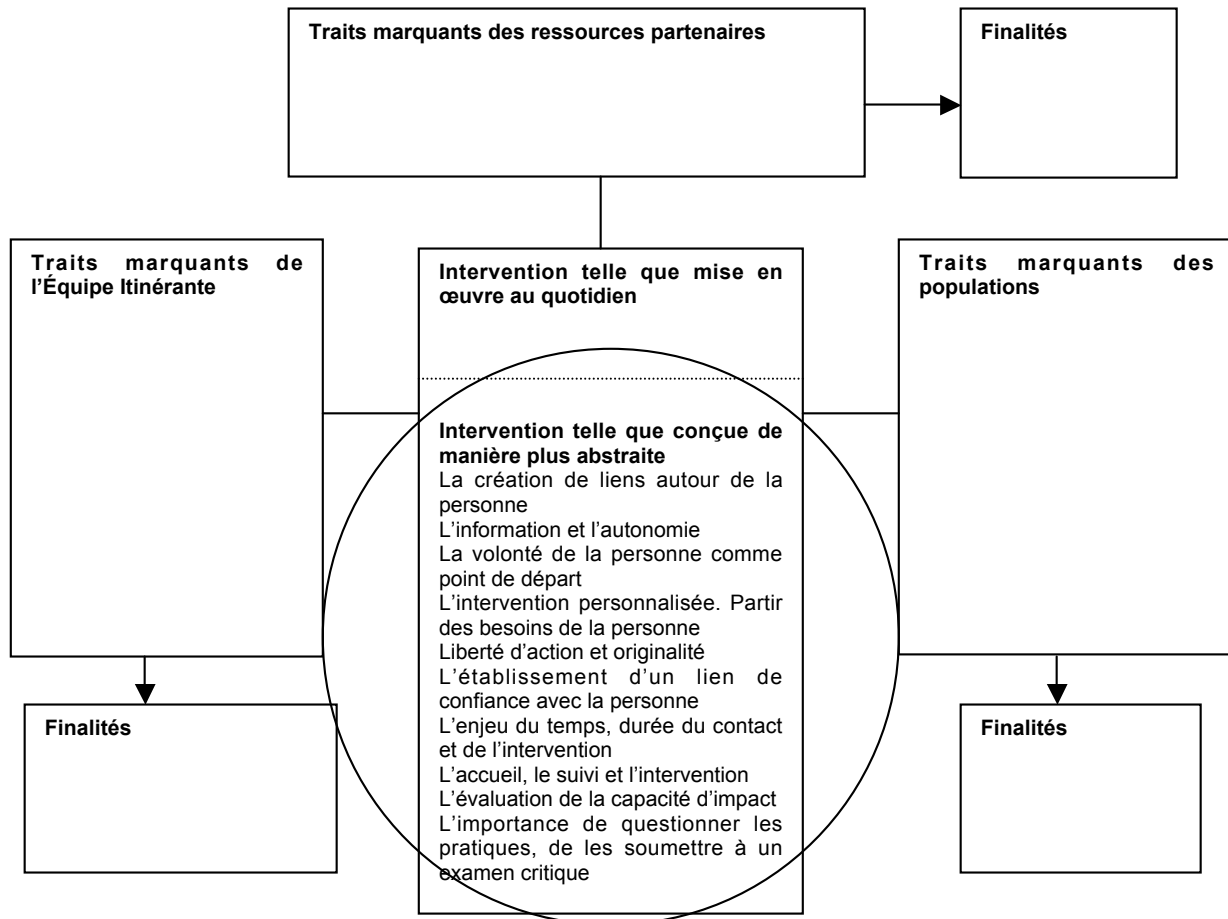 Traits marquants des ressources partenaires
Finalités
Traits marquants de
l’Équipe Itinérante
Intervention telle que mise en
œuvre au quotidien
Traits marquants des
populations
Intervention telle que conçue de
manière plus abstraite
La création de liens autour de la
personne
L’information et l’autonomie
La volonté de la personne comme
point de départ
L’intervention personnalisée. Partir
des besoins de la personne
Liberté d’action et originalité
L’établissement d’un lien de
confiance avec la personne
L’enjeu du temps, durée du contact
et de l’intervention
L’accueil, le suivi et l’intervention
L’évaluation de la capacité d’impact
L’importance de questionner les
pratiques, de les soumettre à un
examen critique
Finalités
Finalités